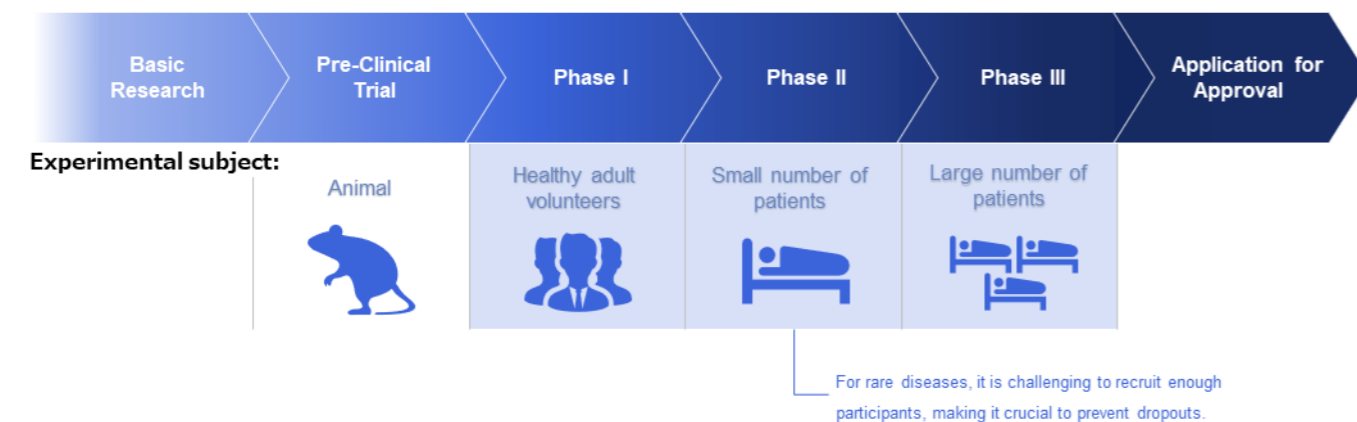 Basic
Research
Pre-Clinical
Trial
Phase I
Phase II
Phase III
Application for
Approval
Experimental subject:
Animal
Healthy adult
volunteers
Small number of
patients
Large number of
patients
For rare diseases, it is challenging to recruit enough
participants, making it crucial to prevent dropouts.